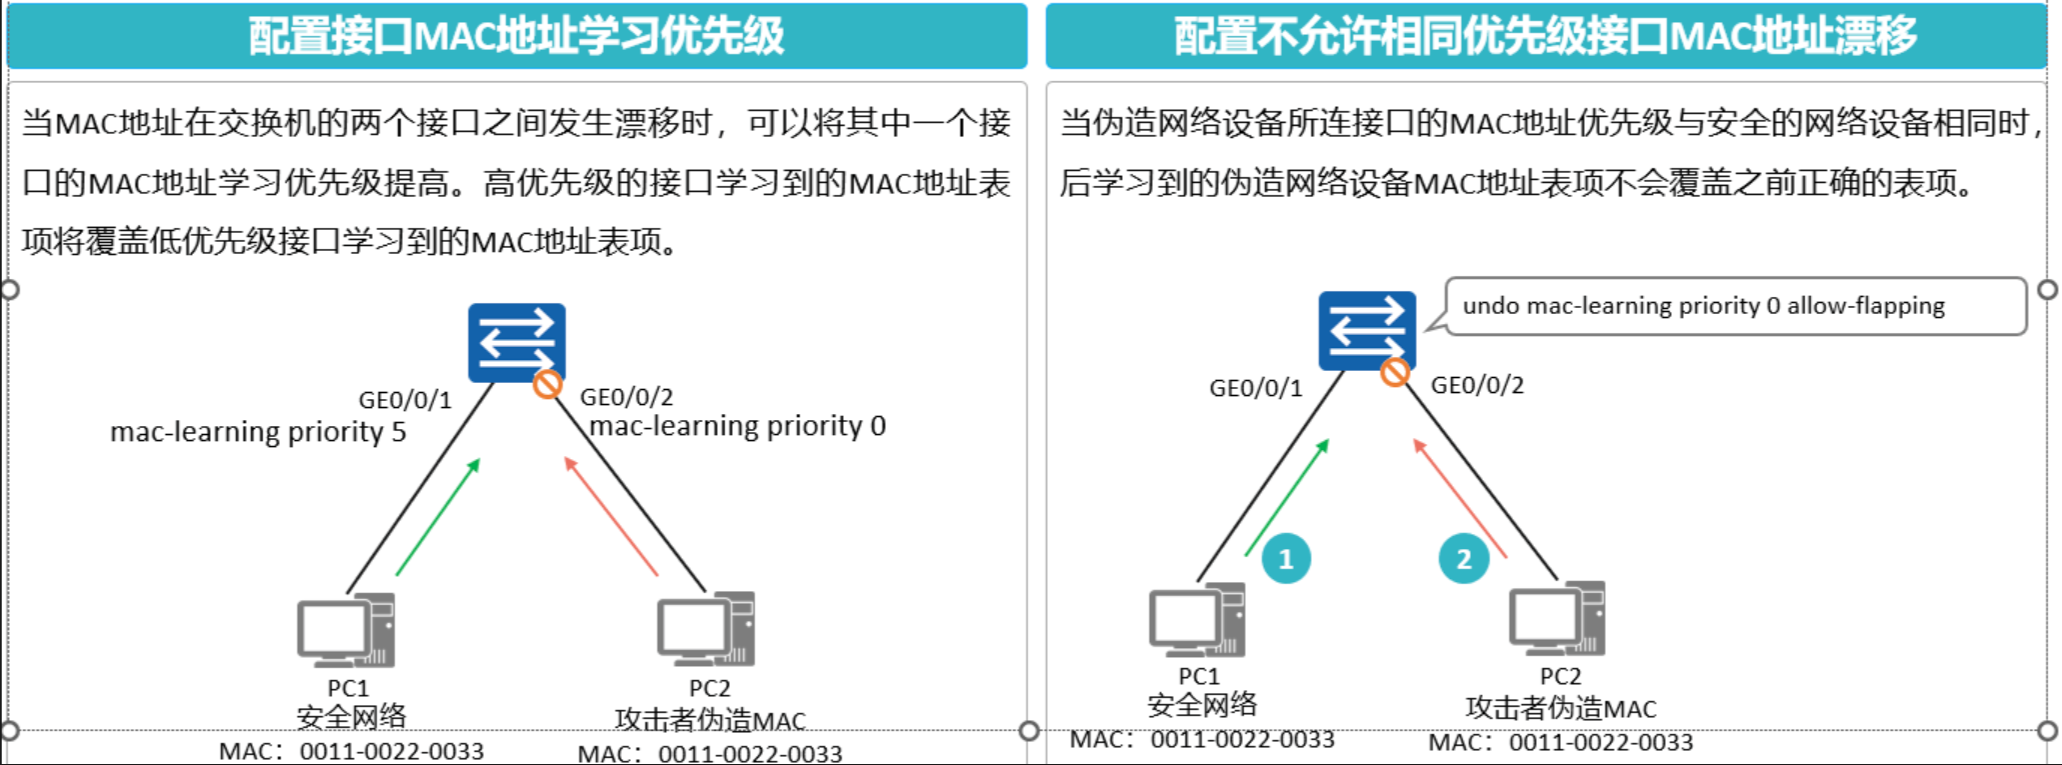 配置接口MAC地址学习优先级
当MAC地址在交换机的两个接口之间发生漂移时，可以将其中一个接
口的MAC地址学习优先级提高。高优先级的接口学习到的MAC地址表
项将覆盖低优先级接口学习到的MAC地址表项。
GE0/0/1
GE0/0/2
mac-learning priority 5
mac-learning priority 0
PC1
PC2
安全网络
攻击者伪造MAC
MAC：0011-0022-0033
MAC：0011-0022-0033
配置不允许相同优先级接口MAC地址漂移
当伪造网络设备所连接口的MAC地址优先级与安全的网络设备相同时，
后学习到的伪造网络设备MAC地址表项不会覆盖之前正确的表项。
undo mac-learning priority 0 allow-flapping
GE0/0/1
GE0/0/2
1
2
PC1
PC2
安全网络
攻击者伪造MAC
MAC：0011-0022-0033
MAC：0011-0022-0033